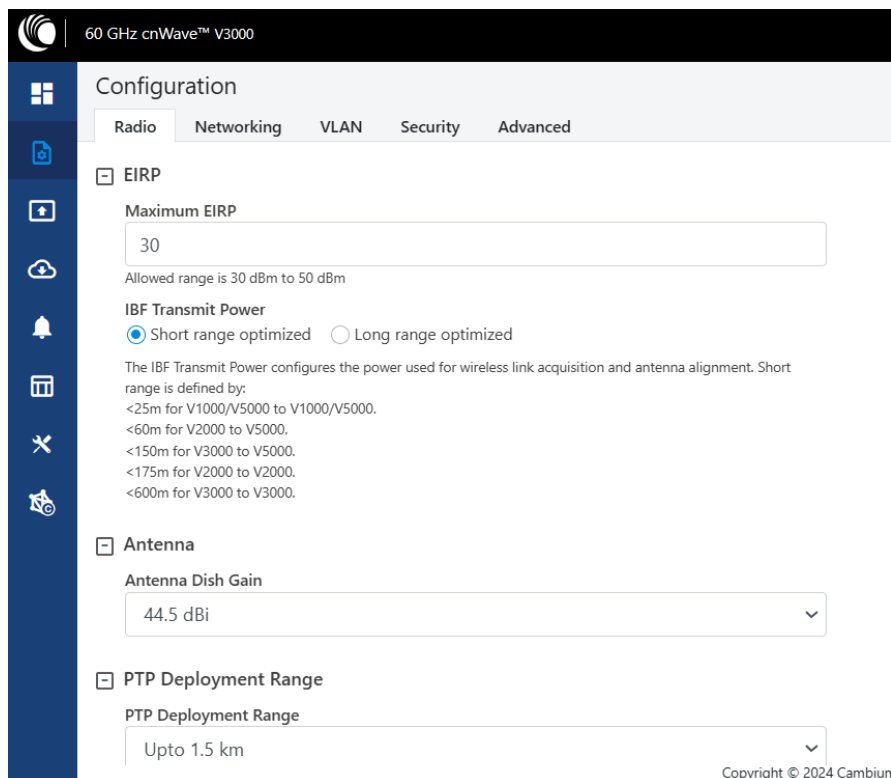 60 GHz cnWave™ V3000
Configuration
Radio Networking VLAN Security Advanced
EIRP
Maximum EIRP
30
Allowed range is 30 dBm to 50 dBm
IBF Transmit Power
Short range optimized Long range optimized
The IBF Transmit Power configures the power used for wireless link acquisition and antenna alignment. Short
range is defined by:
<25m for V1000/V5000 to V1000/V5000.
<60m for V2000 to V5000.
<150m for V3000 to V5000.
<175m for V2000 to V2000.
<600m for V3000 to V3000.
Antenna
Antenna Dish Gain
44.5 dBi
PTP Deployment Range
PTP Deployment Range
Upto 1.5 km
Copyright © 2024 Cambium